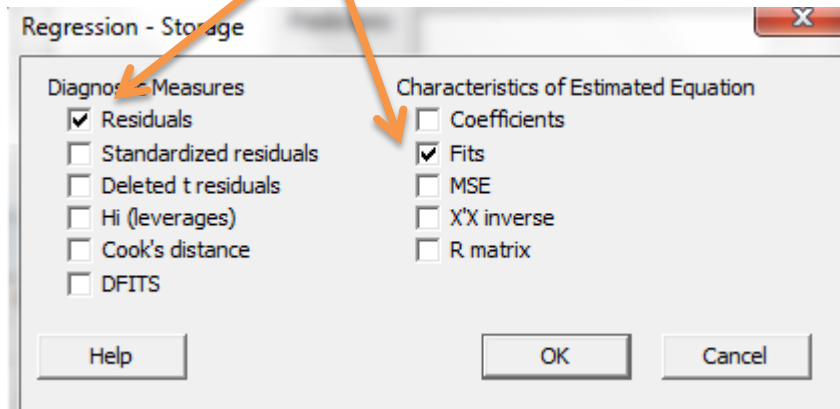 Regression - Storage
Diagnostic Measures
Residuals
Standardized residuals
Deleted t residuals
Hi (leverages)
Cook's distance
DFITS
Characteristics of Estimated Equation
Coefficients
Fits
MSE
X'X inverse
R matrix
Help
OK
Cancel